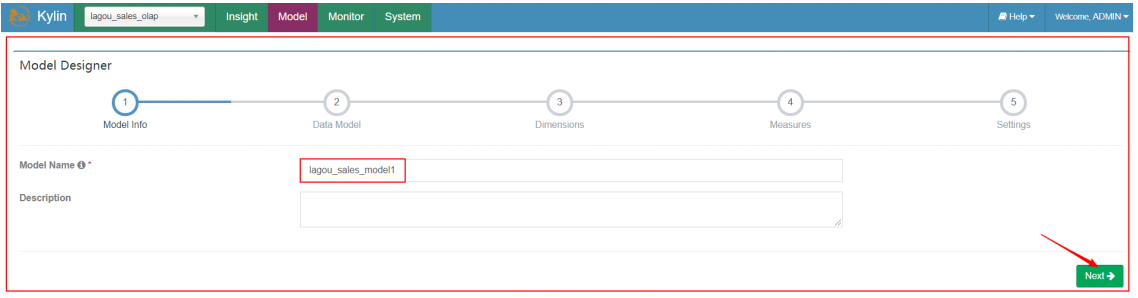 Kylin lagou_sales_olap Insight Model Monitor System Help Welcome, ADMIN
Model Designer
1 2 3 4 5
Model Info Data Model Dimensions Measures Settings
Model Name * lagou_sales_model1
Description
Next